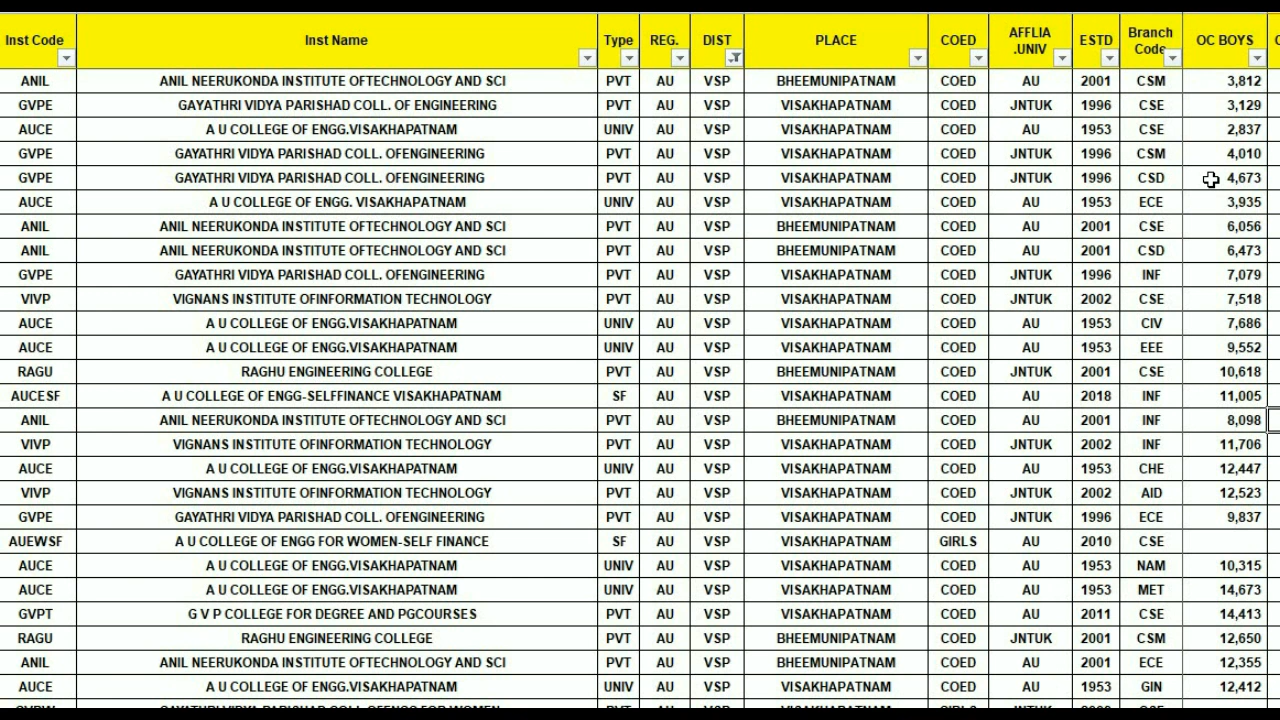 Inst Code Inst Name Type REG. DIST PLACE COED AFFLIA .UNIV ESTD Branch Code OC BOYS
ANIL ANIL NEERUKONDA INSTITUTE OFTECHNOLOGY AND SCI PVT AU VSP BHEEMUNIPATNAM COED AU 2001 CSM 3,812
GVPE GAYATHRI VIDYA PARISHAD COLL. OF ENGINEERING PVT AU VSP VISAKHAPATNAM COED JNTUK 1996 CSE 3,129
AUCE A U COLLEGE OF ENGG.VISAKHAPATNAM UNIV AU VSP VISAKHAPATNAM COED AU 1953 CSE 2,837
GVPE GAYATHRI VIDYA PARISHAD COLL. OFENGINEERING PVT AU VSP VISAKHAPATNAM COED JNTUK 1996 CSM 4,010
GVPE GAYATHRI VIDYA PARISHAD COLL. OFENGINEERING PVT AU VSP VISAKHAPATNAM COED JNTUK 1996 CSD 4,673
AUCE A U COLLEGE OF ENGG. VISAKHAPATNAM UNIV AU VSP VISAKHAPATNAM COED AU 1953 ECE 3,935
ANIL ANIL NEERUKONDA INSTITUTE OFTECHNOLOGY AND SCI PVT AU VSP BHEEMUNIPATNAM COED AU 2001 CSE 6,056
ANIL ANIL NEERUKONDA INSTITUTE OFTECHNOLOGY AND SCI PVT AU VSP BHEEMUNIPATNAM COED AU 2001 CSD 6,473
GVPE GAYATHRI VIDYA PARISHAD COLL. OFENGINEERING PVT AU VSP VISAKHAPATNAM COED JNTUK 1996 INF 7,079
VIVP VIGNANS INSTITUTE OFINFORMATION TECHNOLOGY PVT AU VSP VISAKHAPATNAM COED JNTUK 2002 CSE 7,518
AUCE A U COLLEGE OF ENGG.VISAKHAPATNAM UNIV AU VSP VISAKHAPATNAM COED AU 1953 CIV 7,686
AUCE A U COLLEGE OF ENGG.VISAKHAPATNAM UNIV AU VSP VISAKHAPATNAM COED AU 1953 EEE 9,552
RAGU RAGHU ENGINEERING COLLEGE PVT AU VSP BHEEMUNIPATNAM COED JNTUK 2001 CSE 10,618
AUCESF A U COLLEGE OF ENGG-SELFFINANCE VISAKHAPATNAM SF AU VSP VISAKHAPATNAM COED AU 2018 INF 11,005
ANIL ANIL NEERUKONDA INSTITUTE OFTECHNOLOGY AND SCI PVT AU VSP BHEEMUNIPATNAM COED AU 2001 INF 8,098
VIVP VIGNANS INSTITUTE OFINFORMATION TECHNOLOGY PVT AU VSP VISAKHAPATNAM COED JNTUK 2002 INF 11,706
AUCE A U COLLEGE OF ENGG.VISAKHAPATNAM UNIV AU VSP VISAKHAPATNAM COED AU 1953 CHE 12,447
VIVP VIGNANS INSTITUTE OFINFORMATION TECHNOLOGY PVT AU VSP VISAKHAPATNAM COED JNTUK 2002 AID 12,523
GVPE GAYATHRI VIDYA PARISHAD COLL. OFENGINEERING PVT AU VSP VISAKHAPATNAM COED JNTUK 1996 ECE 9,837
AUEWSF A U COLLEGE OF ENGG FOR WOMEN-SELF FINANCE SF AU VSP VISAKHAPATNAM GIRLS AU 2010 CSE
AUCE A U COLLEGE OF ENGG.VISAKHAPATNAM UNIV AU VSP VISAKHAPATNAM COED AU 1953 NAM 10,315
AUCE A U COLLEGE OF ENGG.VISAKHAPATNAM UNIV AU VSP VISAKHAPATNAM COED AU 1953 MET 14,673
GVPT G V P COLLEGE FOR DEGREE AND PGCOURSES PVT AU VSP VISAKHAPATNAM COED AU 2011 CSE 14,413
RAGU RAGHU ENGINEERING COLLEGE PVT AU VSP BHEEMUNIPATNAM COED JNTUK 2001 CSM 12,650
ANIL ANIL NEERUKONDA INSTITUTE OFTECHNOLOGY AND SCI PVT AU VSP BHEEMUNIPATNAM COED AU 2001 ECE 12,355
AUCE A U COLLEGE OF ENGG.VISAKHAPATNAM UNIV AU VSP VISAKHAPATNAM COED AU 1953 GIN 12,412